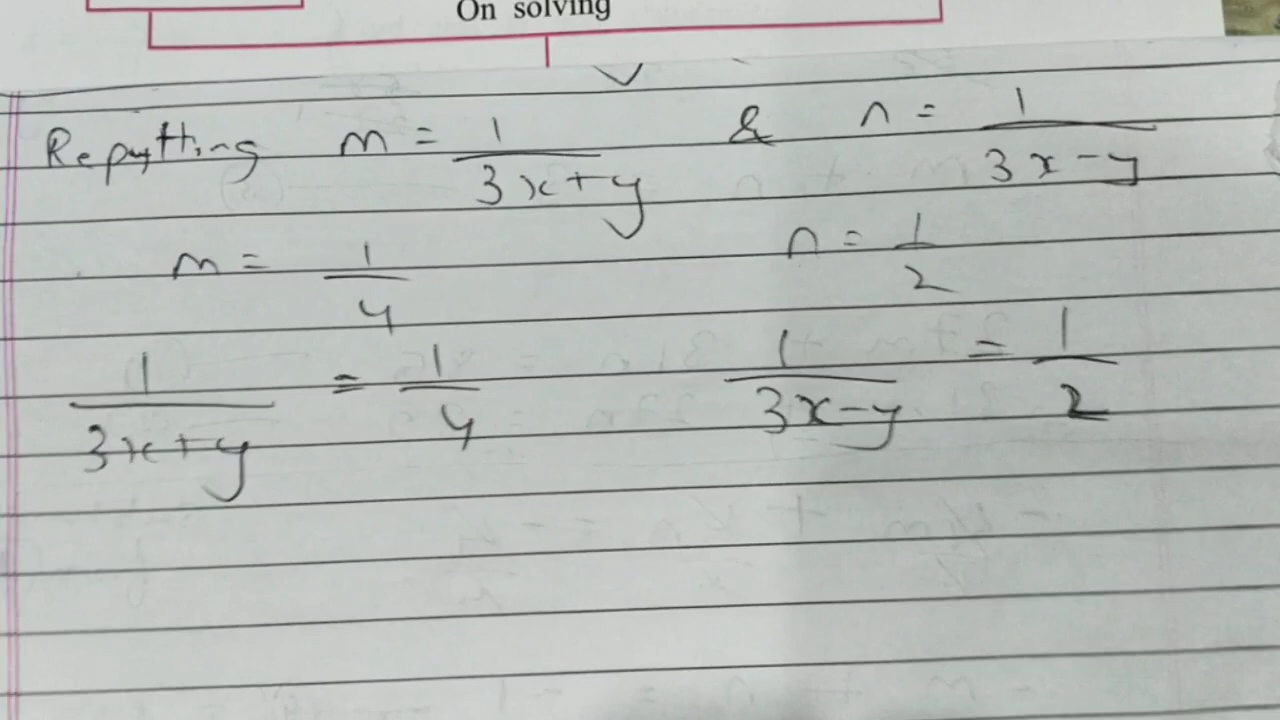 On solving
Reputting m = 1/(3x+y) & n = 1/(3x-y)
m = 1/4 n = 1/2
1/(3x+y) = 1/4 1/(3x-y) = 1/2